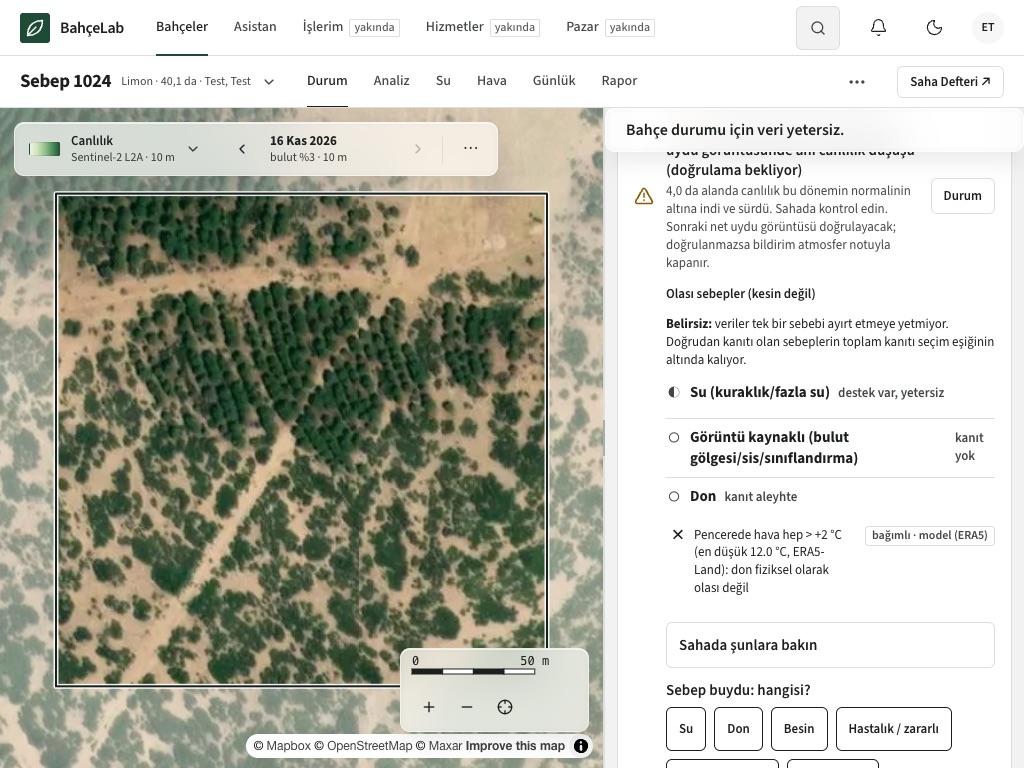 BahçeLab
Bahçeler
Asistan
İşlerim yakında
Hizmetler yakında
Pazar yakında
ET
Sebep 1024
Limon · 40,1 da · Test, Test
Durum
Analiz
Su
Hava
Günlük
Rapor
Saha Defteri ↗
Canlılık
Sentinel-2 L2A · 10 m
16 Kas 2026
bulut %3 · 10 m
0 50 m
© Mapbox © OpenStreetMap © Maxar Improve this map
Bahçe durumu için veri yetersiz.
uydu görüntüsünde ani canlılık düşüşü
(doğrulama bekliyor)
4,0 da alanda canlılık bu dönemin normalinin
altına indi ve sürdü. Sahada kontrol edin.
Sonraki net uydu görüntüsü doğrulayacak;
doğrulanmazsa bildirim atmosfer notuyla
kapanır.
Durum
Olası sebepler (kesin değil)
Belirsiz: veriler tek bir sebebi ayırt etmeye yetmiyor.
Doğrudan kanıtı olan sebeplerin toplam kanıtı seçim eşiğinin
altında kalıyor.
Su (kuraklık/fazla su) destek var, yetersiz
Görüntü kaynaklı (bulut
gölgesi/sis/sınıflandırma)
kanıt
yok
Don kanıt aleyhte
Pencerede hava hep > +2 °C
(en düşük 12.0 °C, ERA5-
Land): don fiziksel olarak
olası değil
bağımlı · model (ERA5)
Sahada şunlara bakın
Sebep buydu: hangisi?
Su
Don
Besin
Hastalık / zararlı